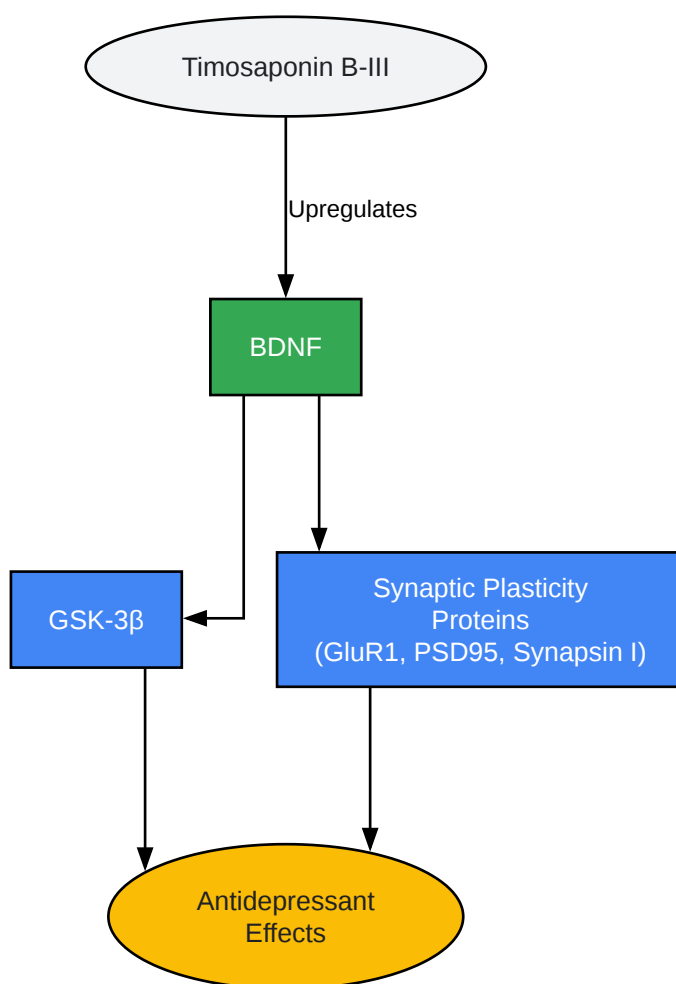 Timosaponin B-III
Upregulates
BDNF
GSK-3β
Synaptic Plasticity
Proteins
(GluR1, PSD95, Synapsin I)
Antidepressant
Effects